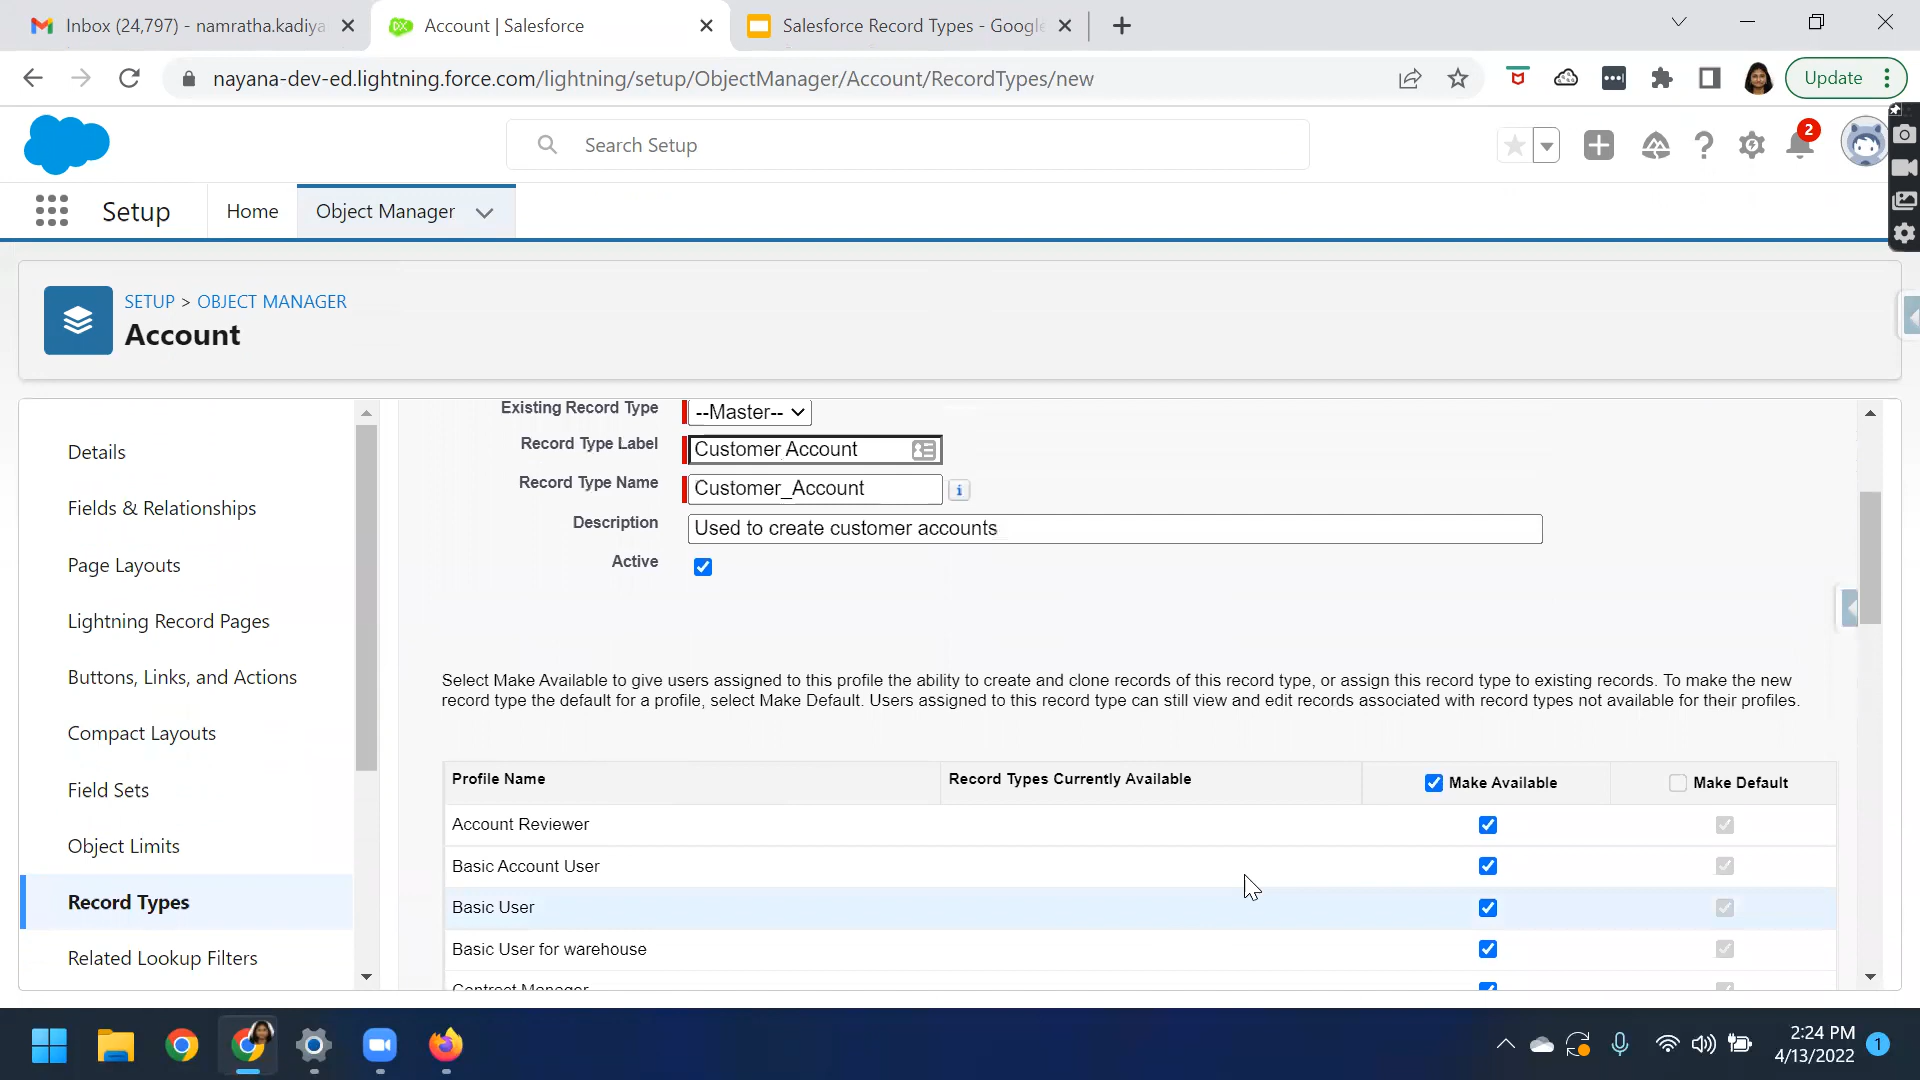 Inbox (24,797) - namratha.kadiya
Account | Salesforce
Salesforce Record Types - Google
nayana-dev-ed.lightning.force.com/lightning/setup/ObjectManager/Account/RecordTypes/new
Update
Search Setup
2
Setup
Home
Object Manager
SETUP > OBJECT MANAGER
Account
Details
Fields & Relationships
Page Layouts
Lightning Record Pages
Buttons, Links, and Actions
Compact Layouts
Field Sets
Object Limits
Record Types
Related Lookup Filters
Existing Record Type --Master--
Record Type Label Customer Account
Record Type Name Customer_Account
Description Used to create customer accounts
Active
Select Make Available to give users assigned to this profile the ability to create and clone records of this record type, or assign this record type to existing records. To make the new
record type the default for a profile, select Make Default. Users assigned to this record type can still view and edit records associated with record types not available for their profiles.
Profile Name Record Types Currently Available Make Available Make Default
Account Reviewer
Basic Account User
Basic User
Basic User for warehouse
Contract Manager
2:24 PM
4/13/2022
1